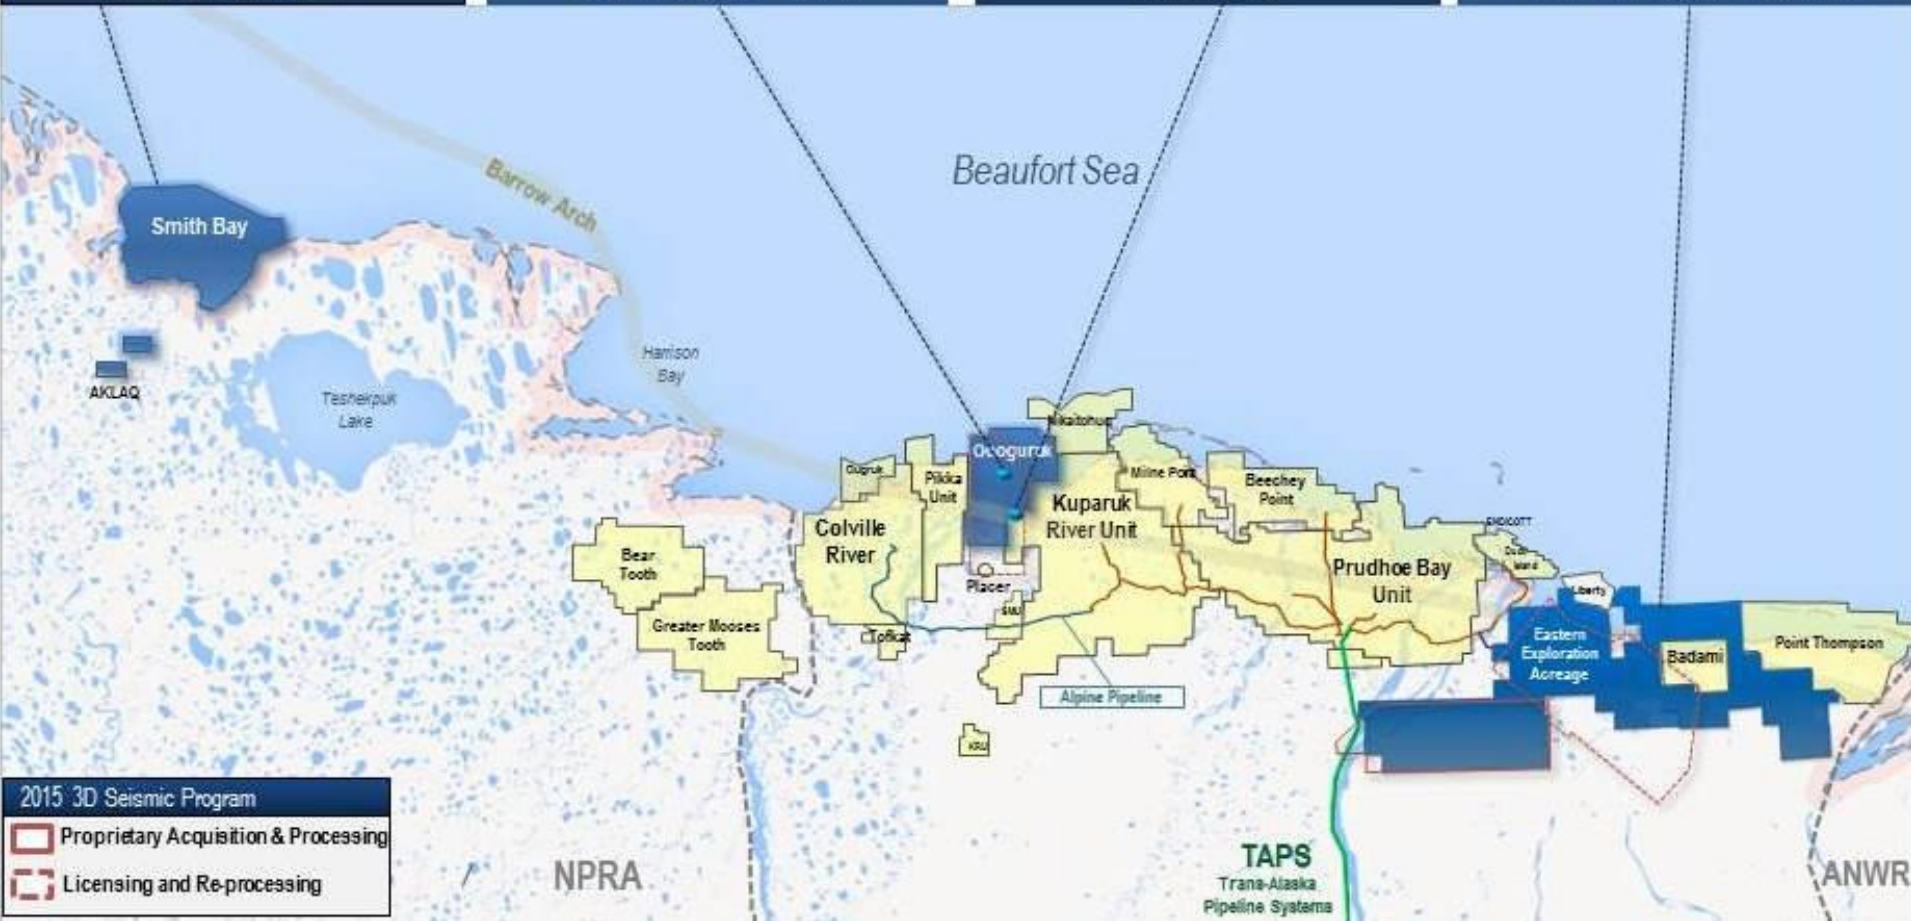 Beaufort Sea
Barrow Arch
Smith Bay
Harrison
Bay
AKLAQ
Teshekpuk
Lake
Nikaitchuq
Oooguruk
Pikka
Unit
Milne Point
Beechey
Point
Kuparuk
River Unit
Colville
River
ENDICOTT
Bear
Tooth
Prudhoe Bay
Unit
Duck
Island
Placer
Liberty
SMU
Greater Mooses
Tooth
Tofkat
Eastern
Exploration
Acreage
Badami
Point Thompson
Alpine Pipeline
KRU
2015 3D Seismic Program
Proprietary Acquisition & Processing
Licensing and Re-processing
NPRA
TAPS
Trans-Alaska
Pipeline Systems
ANWR